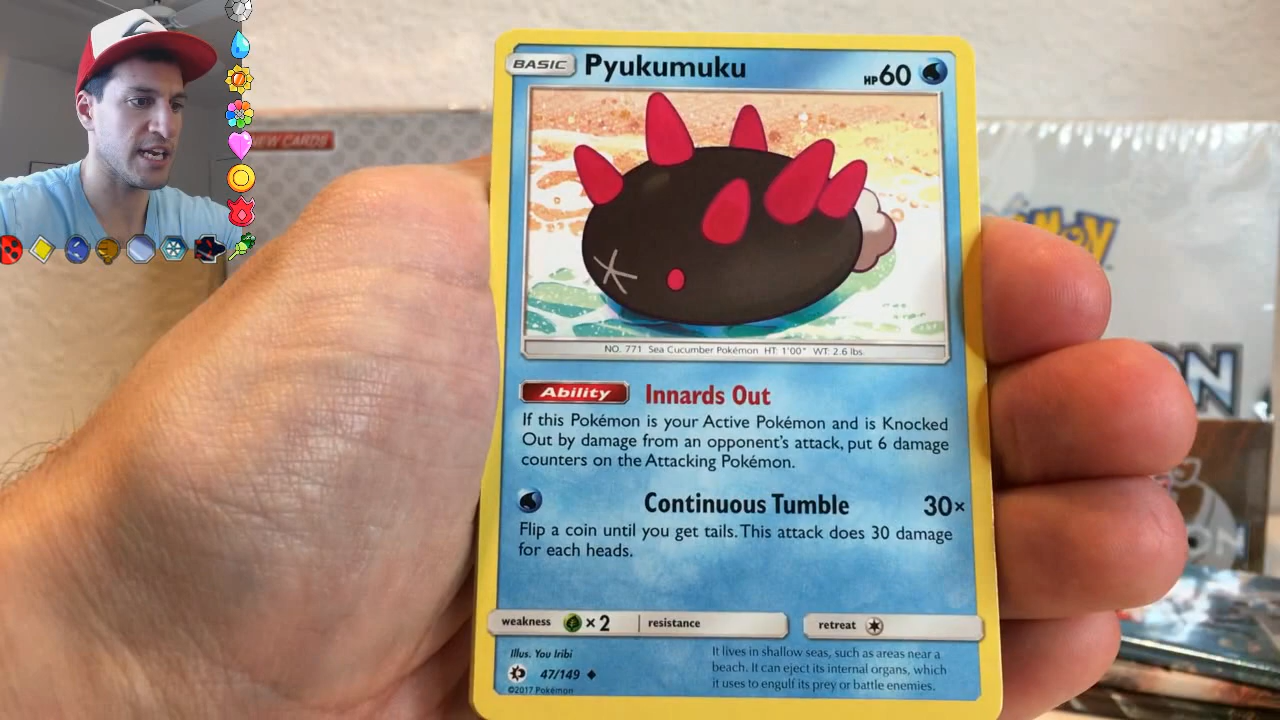 NEW CARDS
BASIC Pyukumuku HP60
NO. 771 Sea Cucumber Pokémon HT: 1'00" WT: 2.6 lbs.
Ability Innards Out
If this Pokémon is your Active Pokémon and is Knocked
Out by damage from an opponent's attack, put 6 damage
counters on the Attacking Pokémon.
Continuous Tumble 30×
Flip a coin until you get tails. This attack does 30 damage
for each heads.
weakness ×2 resistance retreat
Illus. You Iribi
47/149
©2017 Pokémon
It lives in shallow seas, such as areas near a
beach. It can eject its internal organs, which
it uses to engulf its prey or battle enemies.